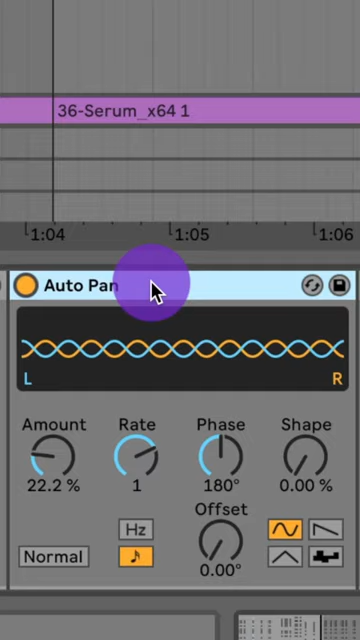 36-Serum_x64 1
1:04 1:05 1:06
Auto Pan
L R
Amount Rate Phase Shape
22.2 % 1 180° 0.00 %
Offset
Hz
Normal 0.00°